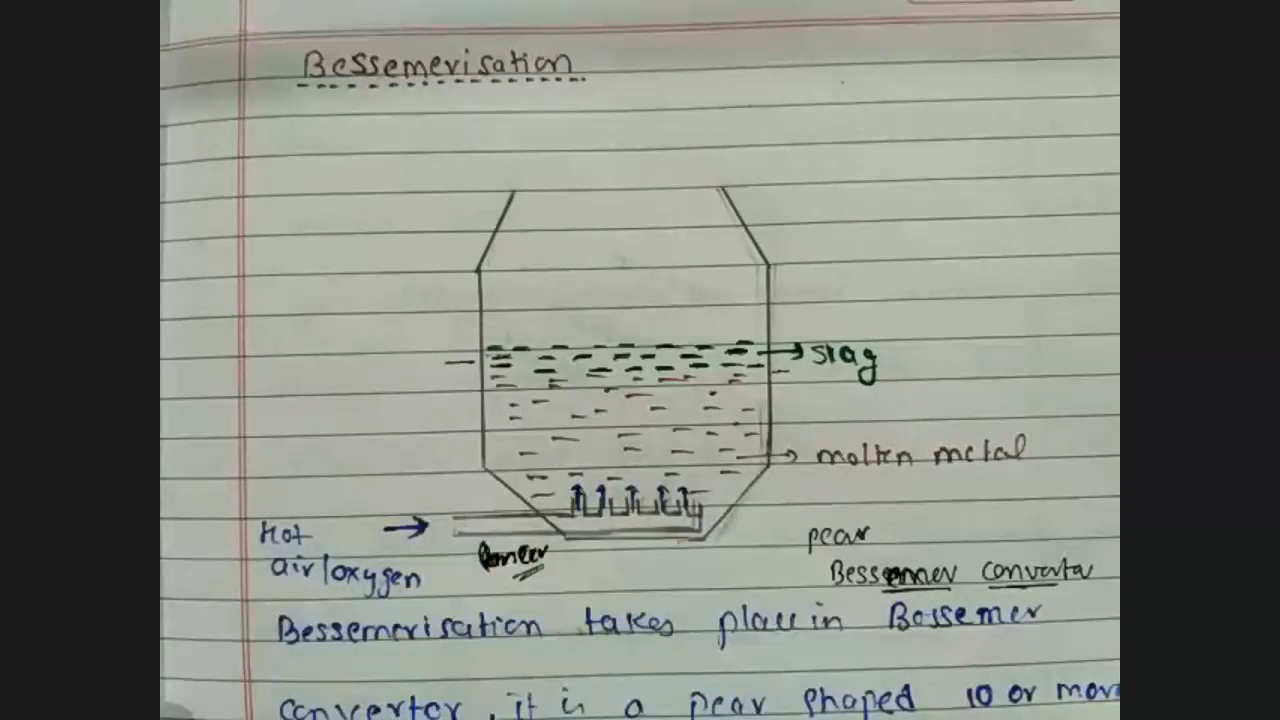 Bessemerisation
slag
molten metal
Hot
air/oxygen
pear
Bessemer converter
Bessemerisation takes place in Bessemer
convertor, it is a pear shaped 10 or more